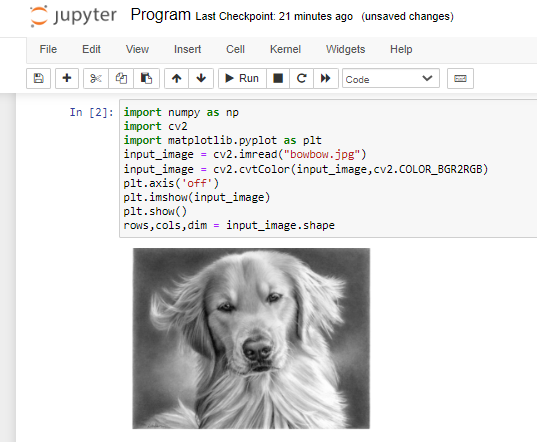 jupyter Program Last Checkpoint: 21 minutes ago (unsaved changes)
File Edit View Insert Cell Kernel Widgets Help
Run Code
In [2]: import numpy as np
import cv2
import matplotlib.pyplot as plt
input_image = cv2.imread("bowbow.jpg")
input_image = cv2.cvtColor(input_image,cv2.COLOR_BGR2RGB)
plt.axis('off')
plt.imshow(input_image)
plt.show()
rows,cols,dim = input_image.shape